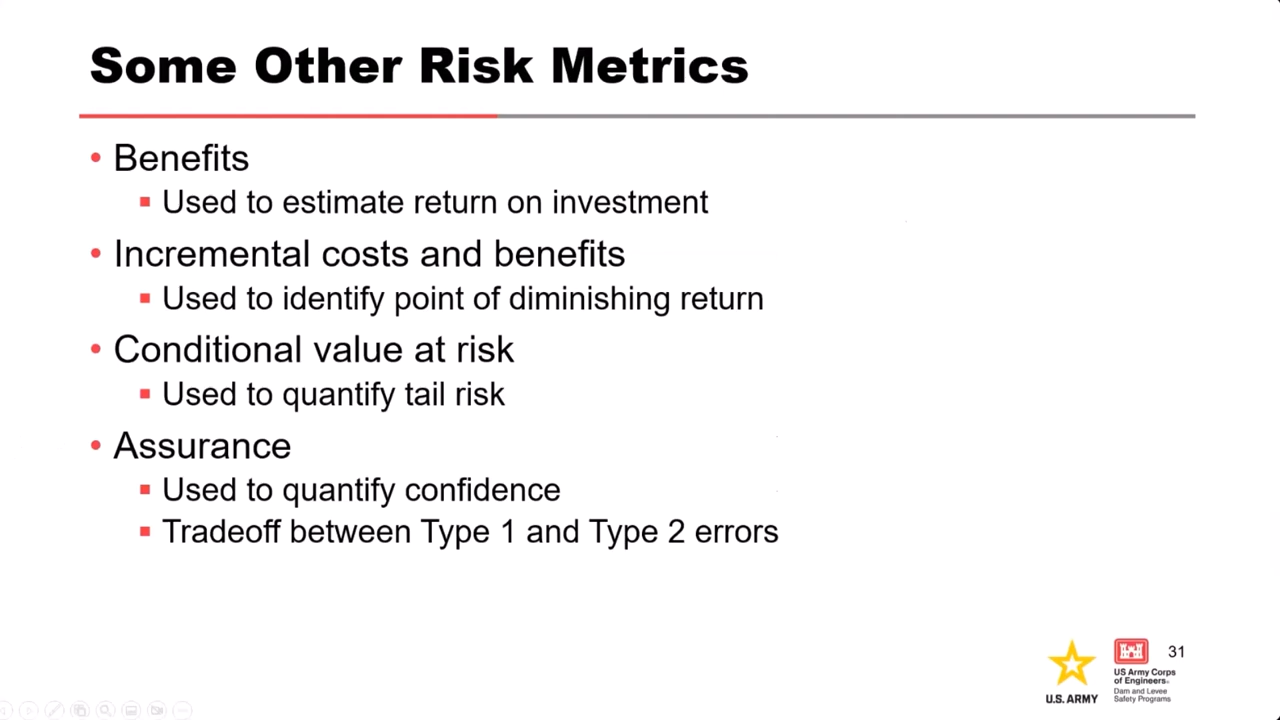 Some Other Risk Metrics
• Benefits
▪ Used to estimate return on investment
• Incremental costs and benefits
▪ Used to identify point of diminishing return
• Conditional value at risk
▪ Used to quantify tail risk
• Assurance
▪ Used to quantify confidence
▪ Tradeoff between Type 1 and Type 2 errors
U.S. ARMY
US Army Corps
of Engineers®
Dam and Levee
Safety Programs
31